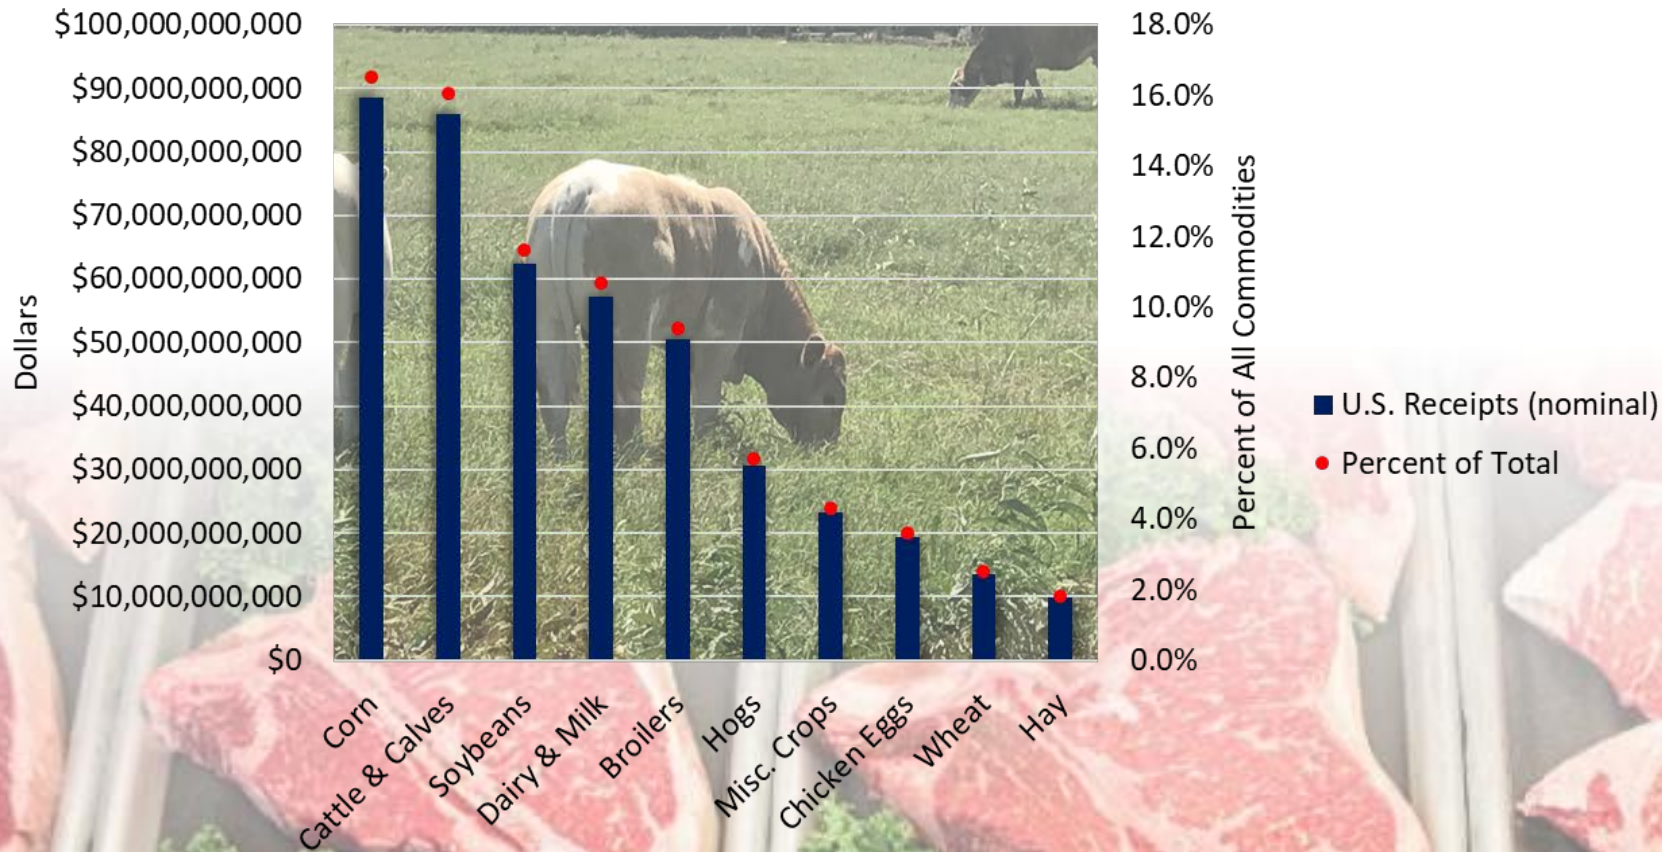 $100,000,000,000
$90,000,000,000
$80,000,000,000
$70,000,000,000
$60,000,000,000
$50,000,000,000
$40,000,000,000
$30,000,000,000
$20,000,000,000
$10,000,000,000
$0
Dollars
18.0%
16.0%
14.0%
12.0%
10.0%
8.0%
6.0%
4.0%
2.0%
0.0%
Percent of All Commodities
U.S. Receipts (nominal)
Percent of Total
Corn
Cattle & Calves
Soybeans
Dairy & Milk
Broilers
Hogs
Misc. Crops
Chicken Eggs
Wheat
Hay